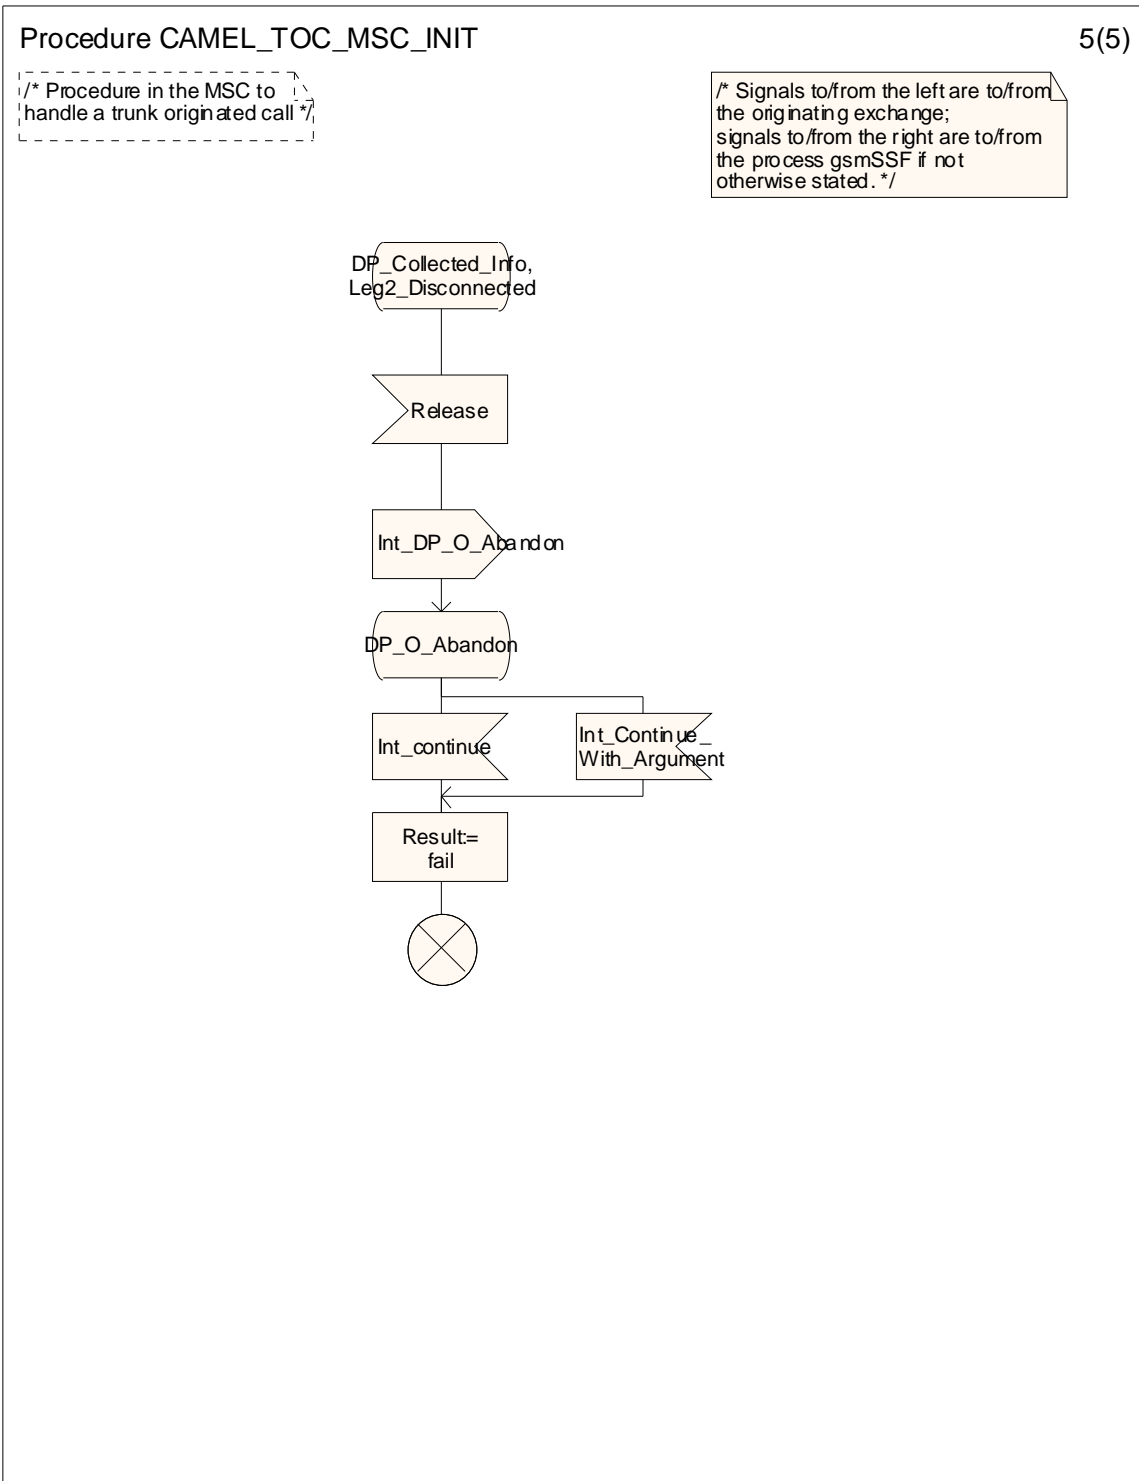 Procedure CAMEL_TOC_MSC_INIT
5(5)
/* Procedure in the MSC to
handle a trunk originated call */
/* Signals to/from the left are to/from
the originating exchange;
signals to/from the right are to/from
the process gsmSSF if not
otherwise stated. */
DP_Collected_Info,
Leg2_Disconnected
Release
Int_DP_O_Abandon
DP_O_Abandon
Int_continue
Int_Continue_
With_Argument
Result:=
fail